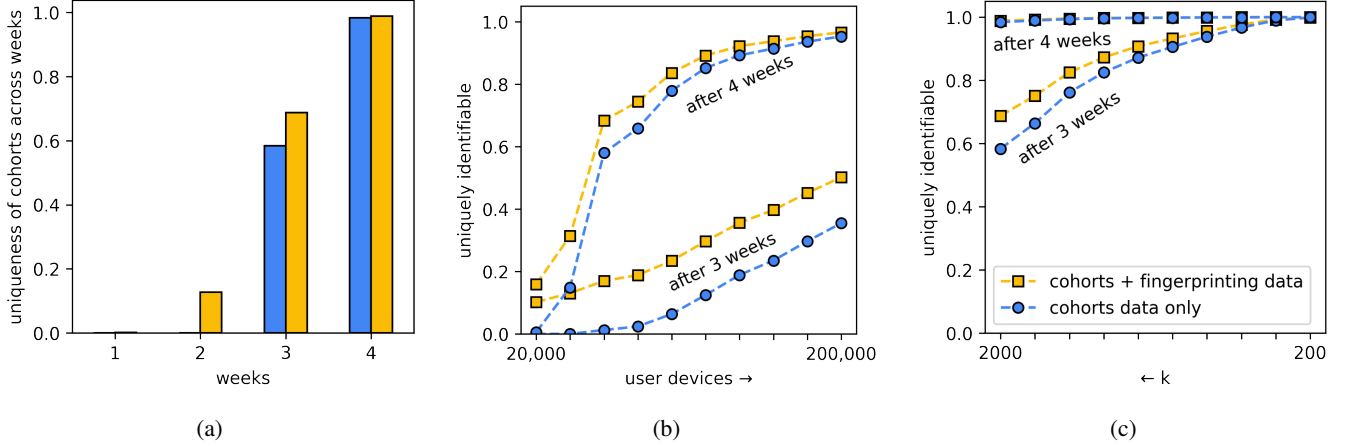 uniqueness of cohorts across weeks
1.0
0.8
0.6
0.4
0.2
0.0
1 2 3 4
weeks
(a)
uniquely identifiable
1.0
0.8
0.6
0.4
0.2
0.0
after 4 weeks
after 3 weeks
20,000 200,000
user devices →
(b)
uniquely identifiable
1.0
0.8
0.6
0.4
0.2
0.0
after 4 weeks
after 3 weeks
cohorts + fingerprinting data
cohorts data only
2000 200
← k
(c)